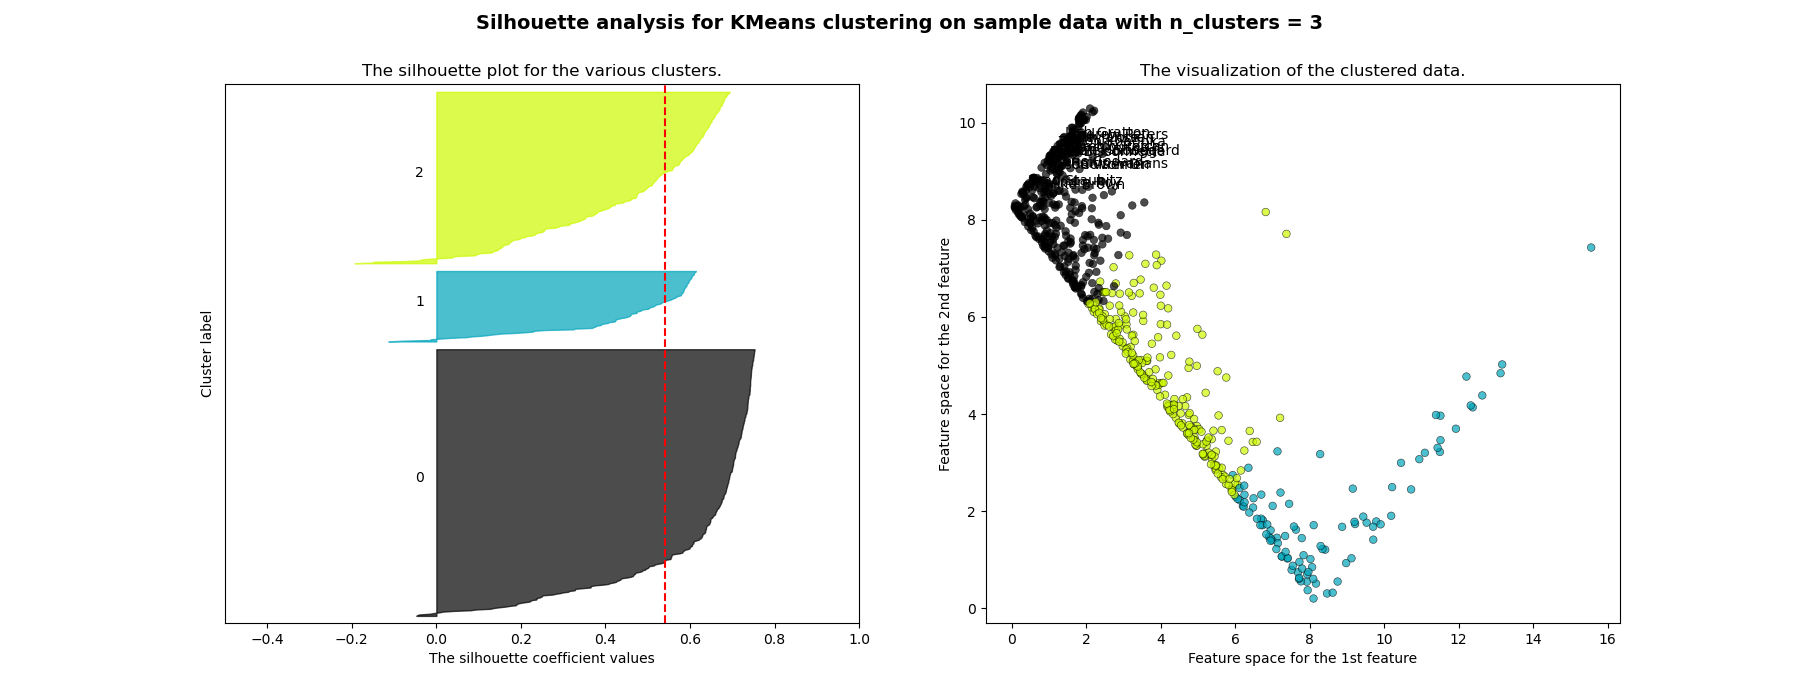 Silhouette analysis for KMeans clustering on sample data with n_clusters = 3
The silhouette plot for the various clusters.
Cluster label
2
1
0
−0.4 −0.2 0.0 0.2 0.4 0.6 0.8 1.0
The silhouette coefficient values
The visualization of the clustered data.
Feature space for the 2nd feature
10
8
6
4
2
0
Gratton
0 2 4 6 8 10 12 14 16
Feature space for the 1st feature